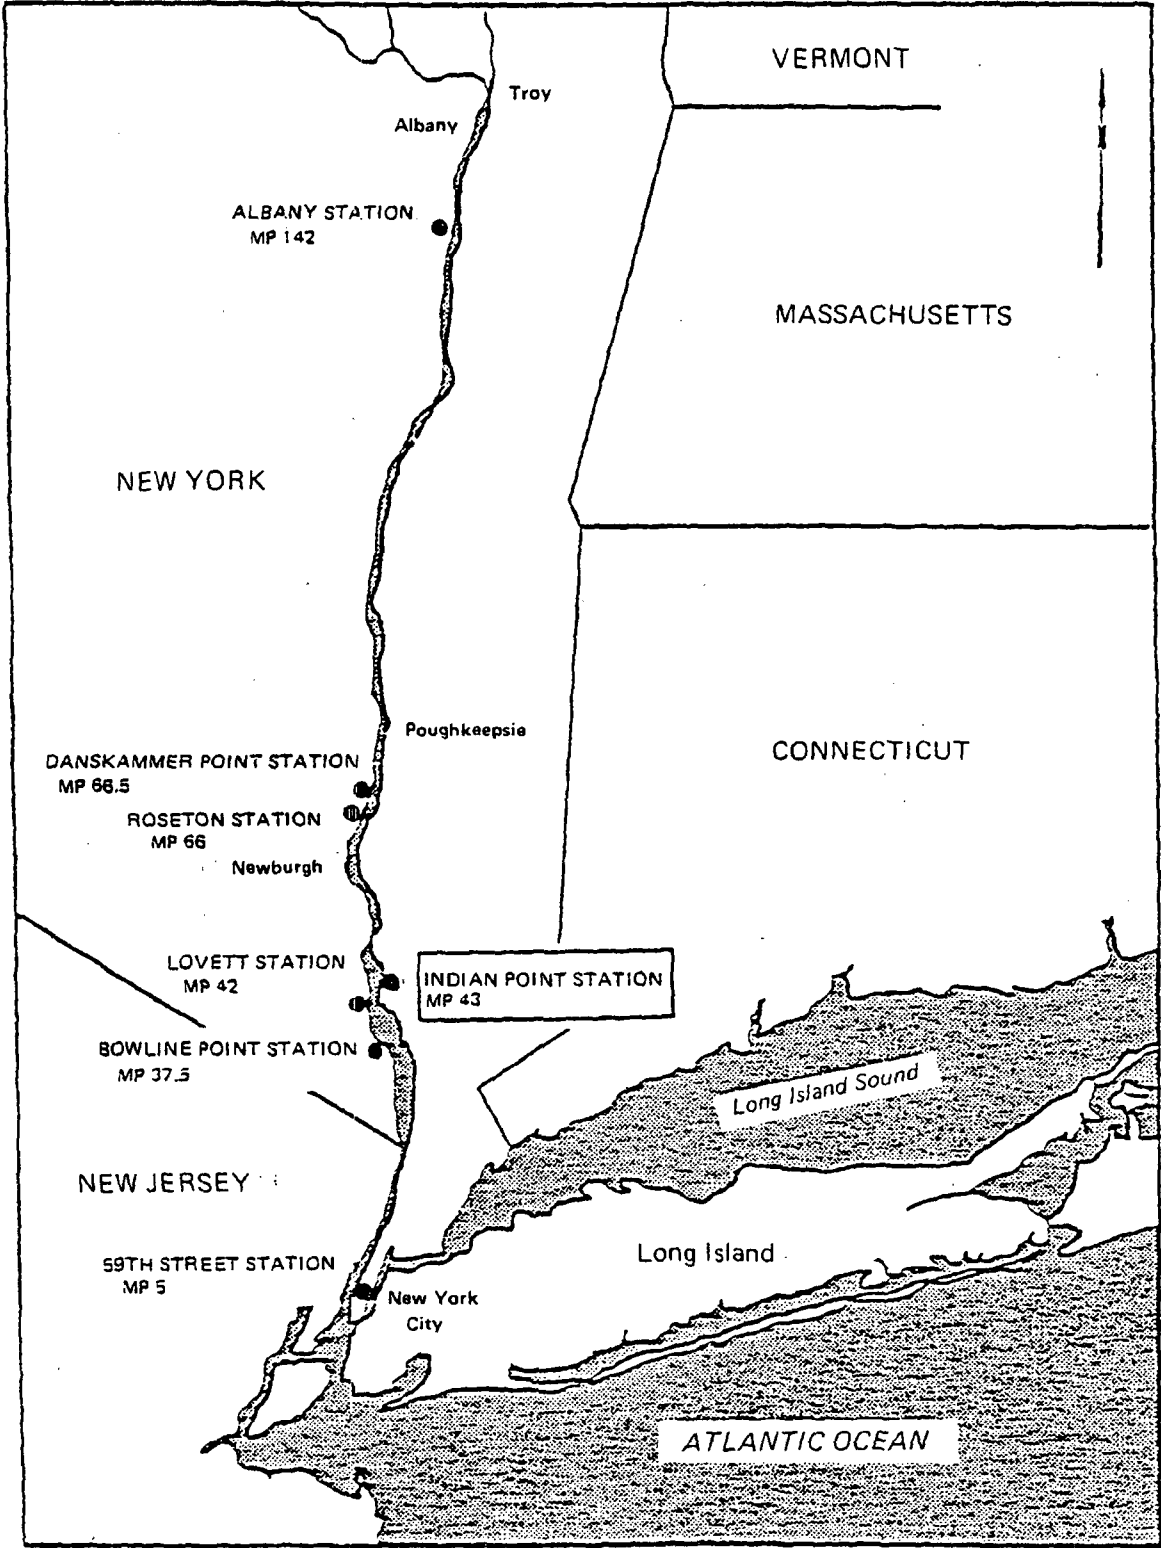 VERMONT
Troy
Albany
ALBANY STATION
MP 142
MASSACHUSETTS
NEW YORK
Poughkeepsie
CONNECTICUT
DANSKAMMER POINT STATION
MP 66.5
ROSETON STATION
MP 66
Newburgh
LOVETT STATION
MP 42
INDIAN POINT STATION
MP 43
BOWLINE POINT STATION
MP 37.5
Long Island Sound
NEW JERSEY
59TH STREET STATION
MP 5
Long Island
New York
City
ATLANTIC OCEAN